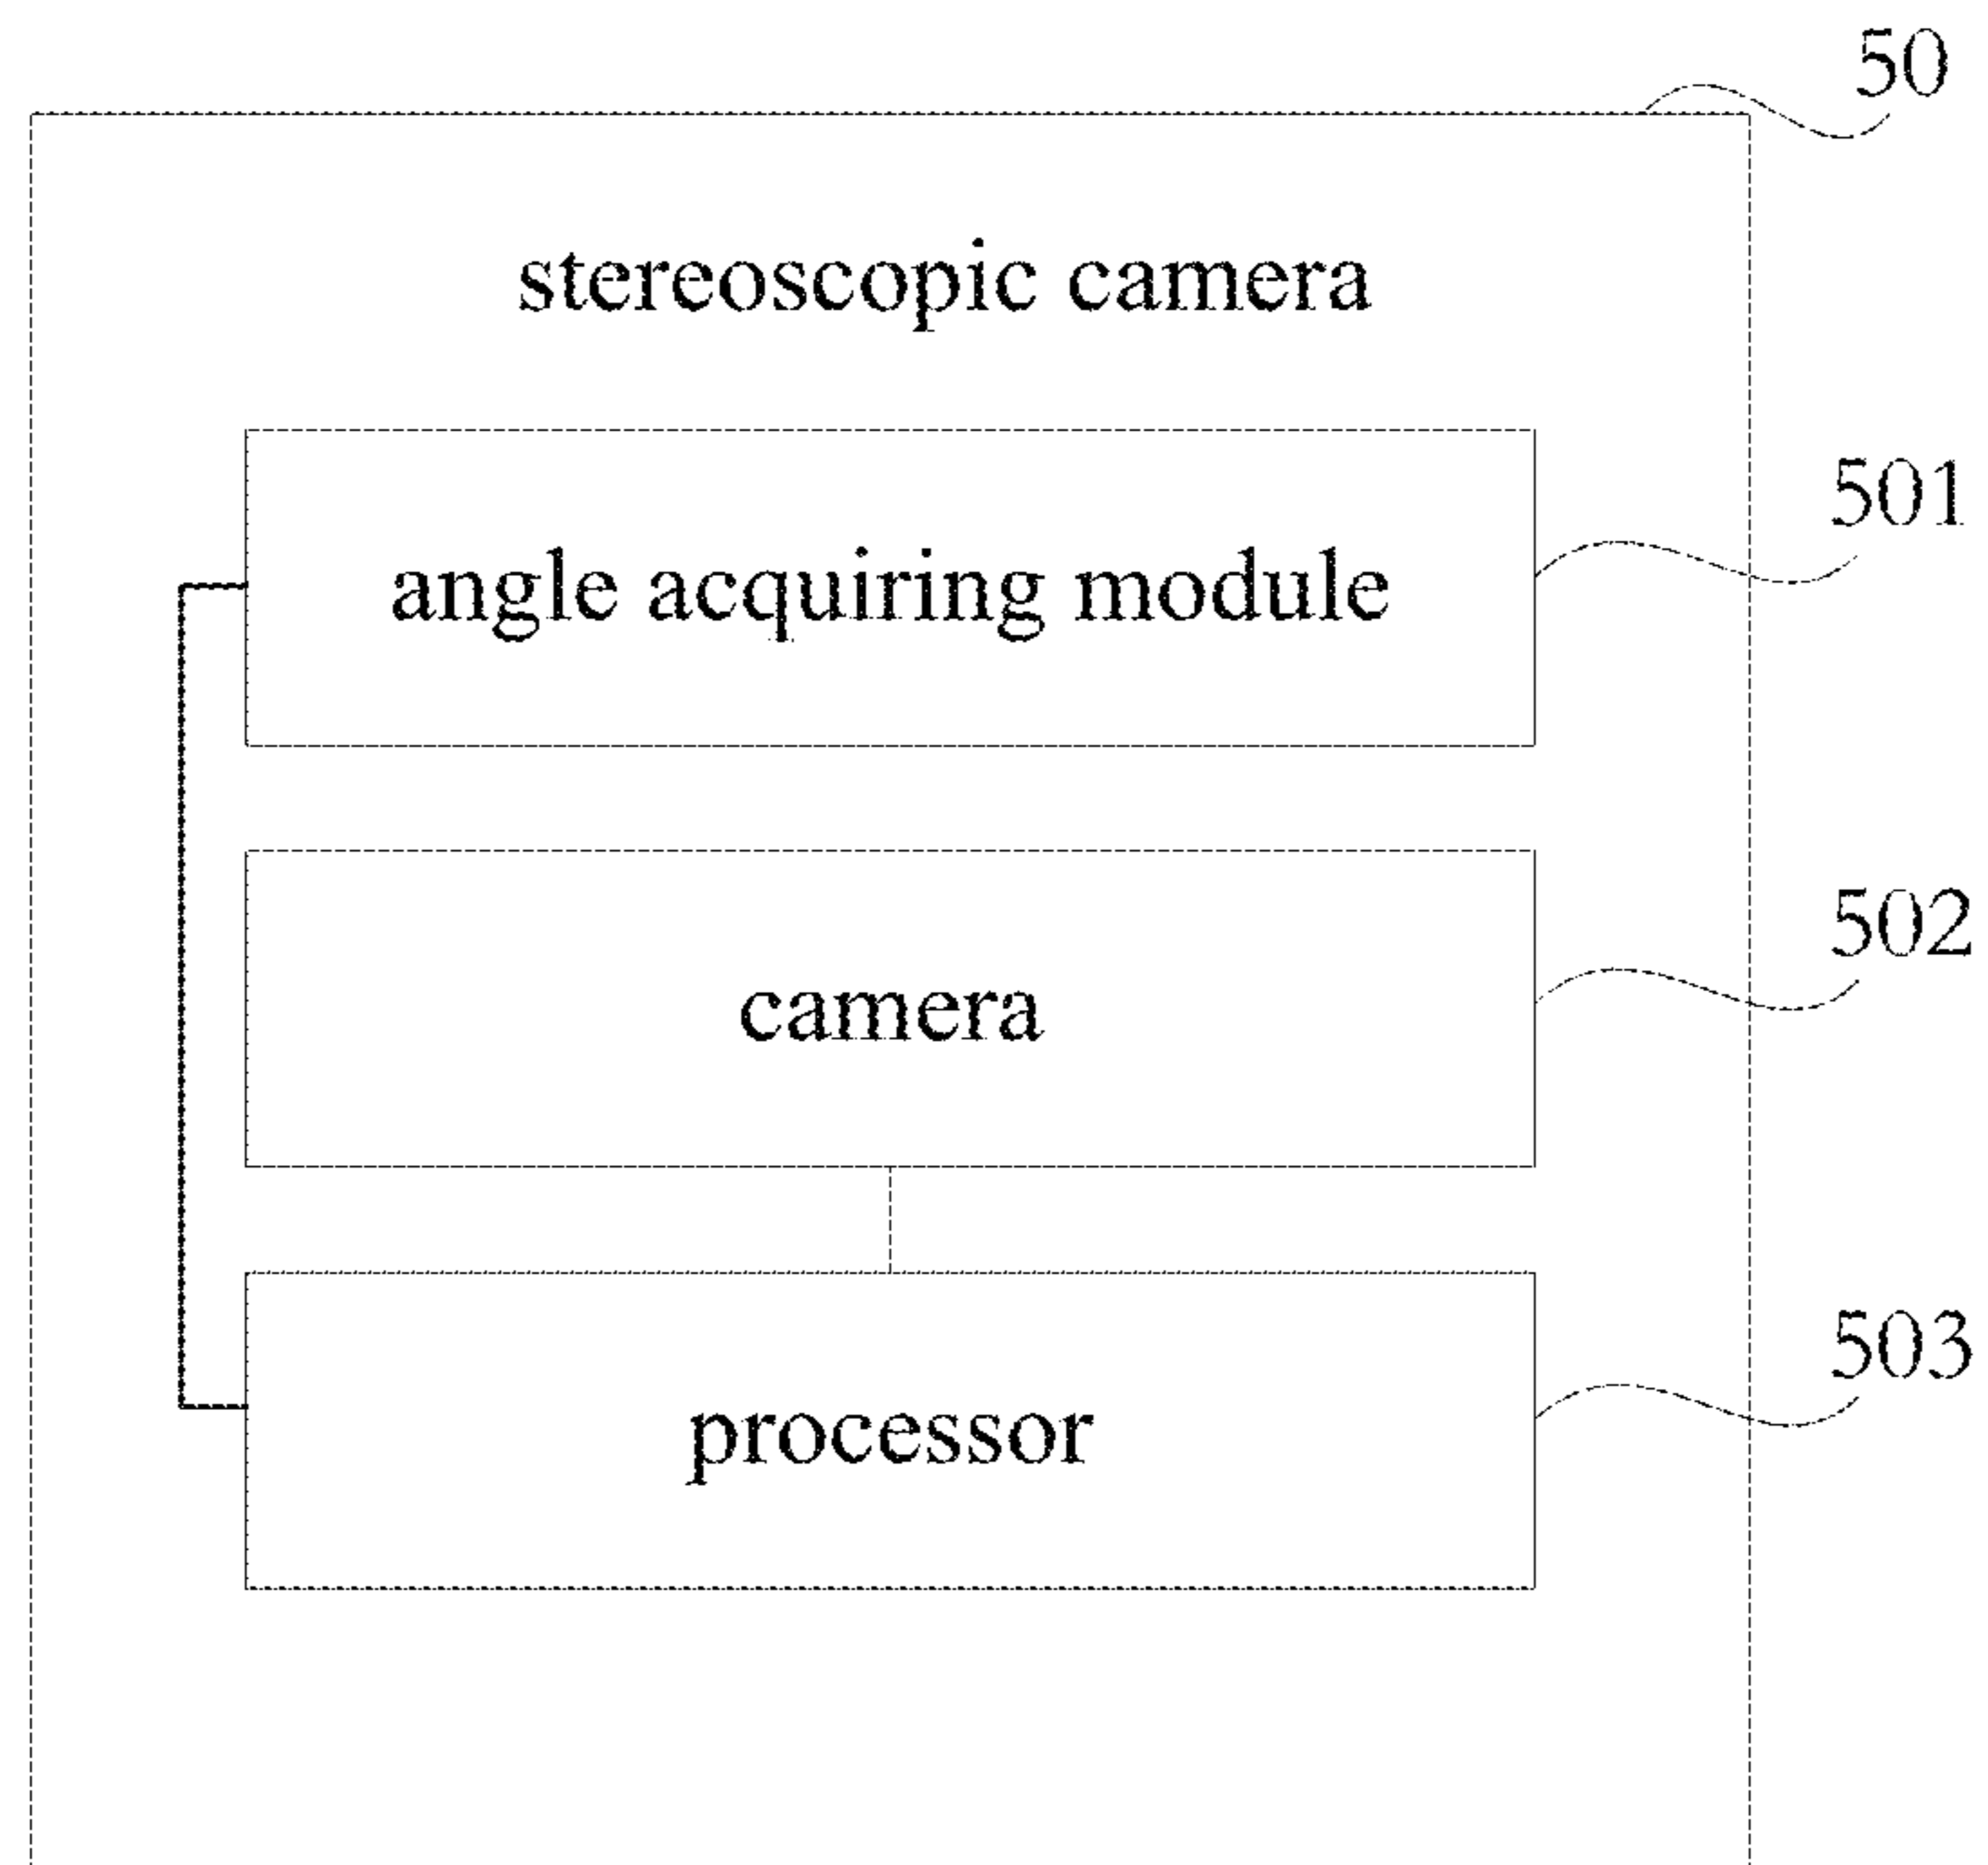 50
stereoscopic camera
501
angle acquiring module
502
camera
503
processor